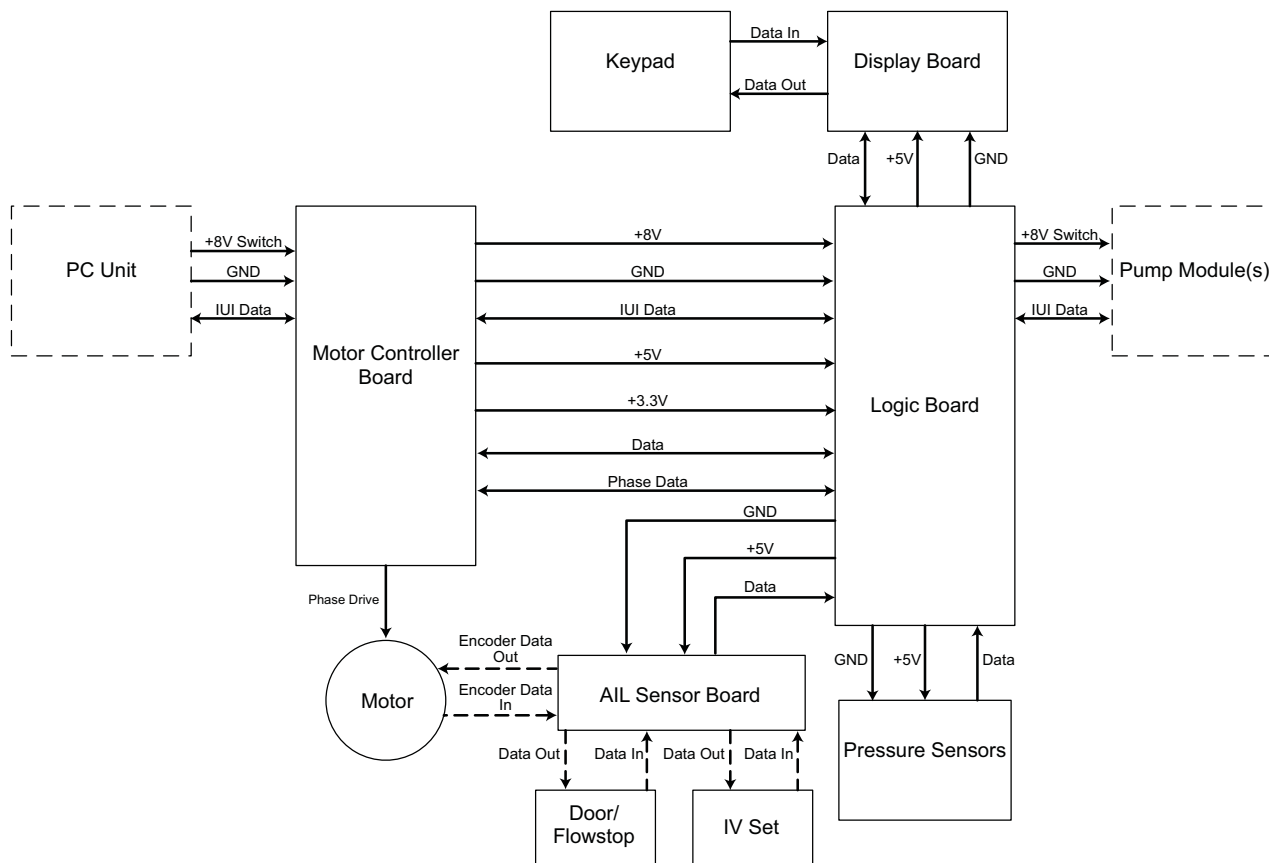 Keypad
Data In
Data Out
Display Board
Data
+5V
GND
PC Unit
+8V Switch
GND
IUI Data
Motor Controller
Board
+8V
GND
IUI Data
+5V
+3.3V
Data
Phase Data
GND
+5V
Data
Logic Board
+8V Switch
GND
IUI Data
Pump Module(s)
Phase Drive
Motor
Encoder Data
Out
Encoder Data
In
AIL Sensor Board
GND
+5V
Data
Pressure Sensors
Data Out
Data In
Data Out
Data In
Door/
Flowstop
IV Set